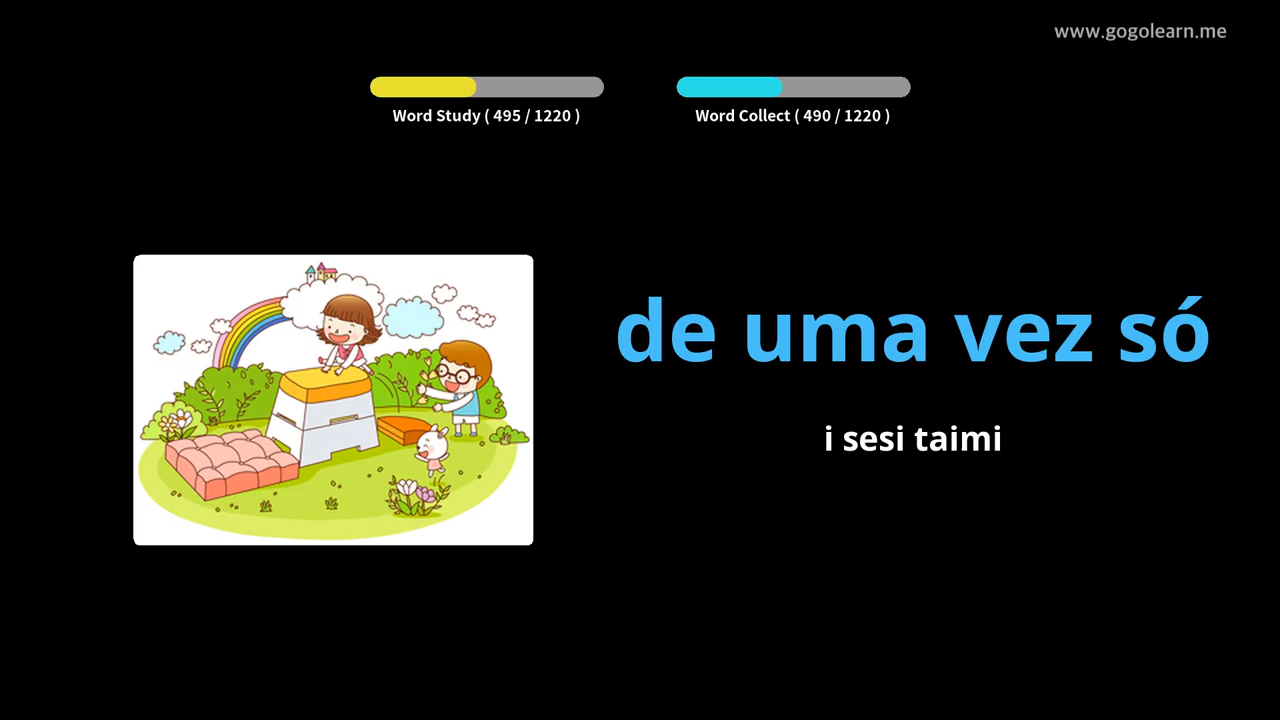 www.gogolearn.me
Word Study ( 495 / 1220 )
Word Collect ( 490 / 1220 )
de uma vez só
i sesi taimi